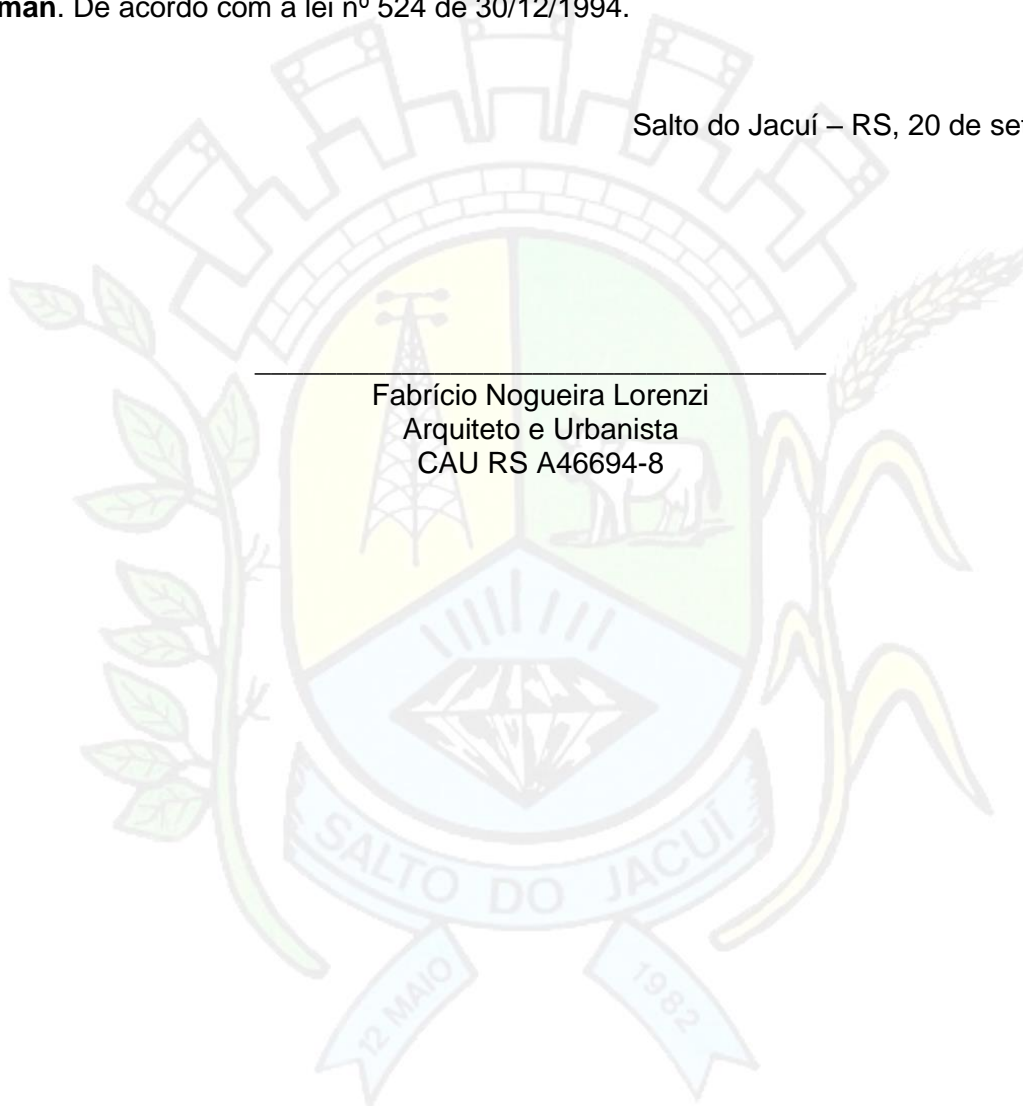 man. De acordo com a lei nº 524 de 30/12/1994.
Salto do Jacuí – RS, 20 de se
Fabrício Nogueira Lorenzi
Arquiteto e Urbanista
CAU RS A46694-8
SALTO DO JACUÍ
12 MAIO
1982